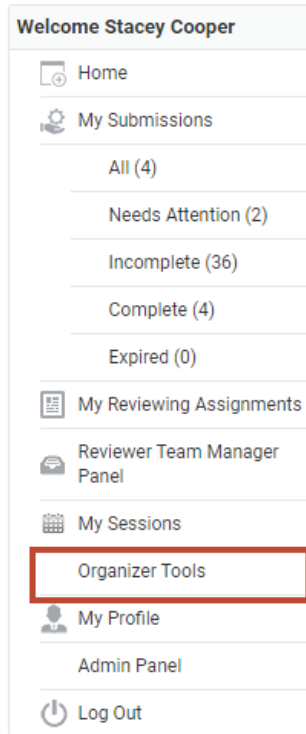 Welcome Stacey Cooper
Home
My Submissions
All (4)
Needs Attention (2)
Incomplete (36)
Complete (4)
Expired (0)
My Reviewing Assignments
Reviewer Team Manager
Panel
My Sessions
Organizer Tools
My Profile
Admin Panel
Log Out